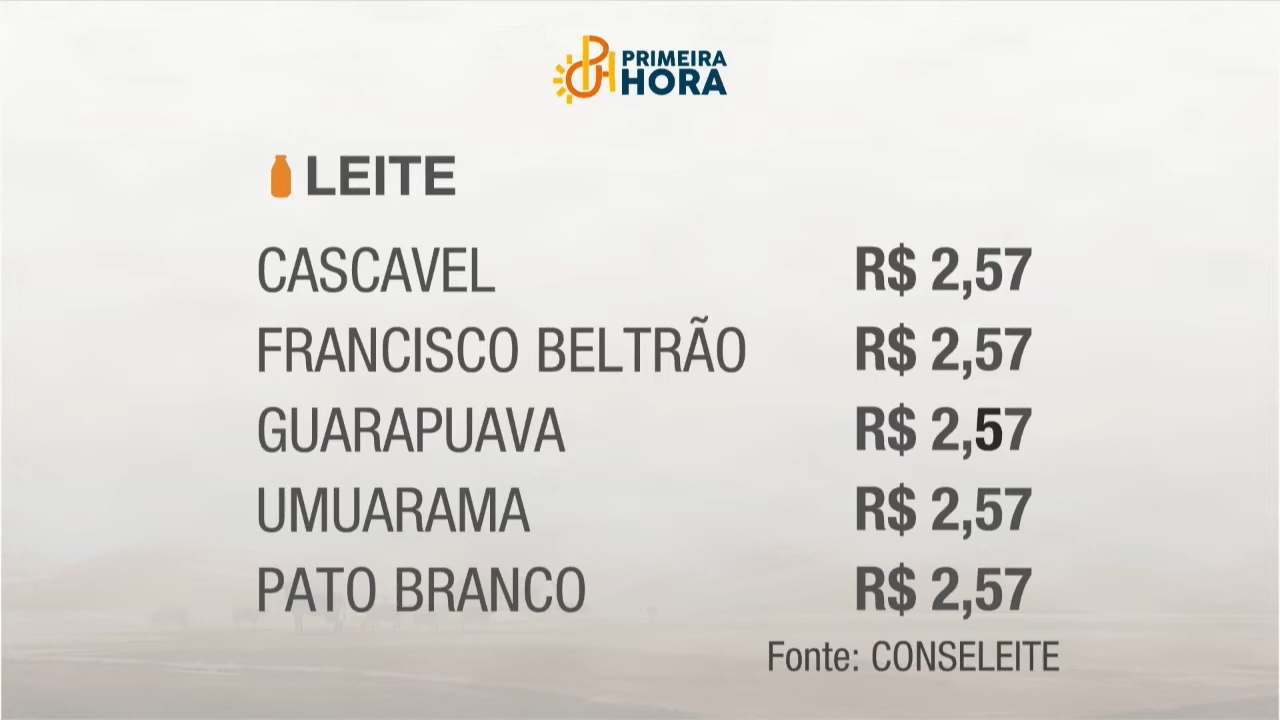 PRIMEIRA
HORA
LEITE
CASCAVEL R$ 2,57
FRANCISCO BELTRÃO R$ 2,57
GUARAPUAVA R$ 2,57
UMUARAMA R$ 2,57
PATO BRANCO R$ 2,57
Fonte: CONSELEITE